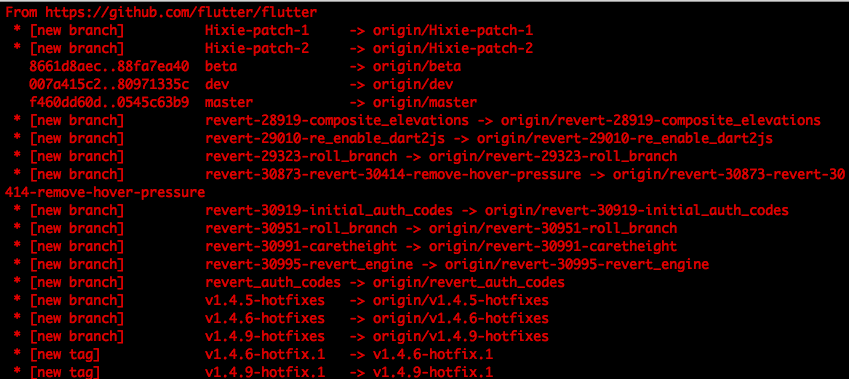 From https://github.com/flutter/flutter
* [new branch] Hixie-patch-1 -> origin/Hixie-patch-1
* [new branch] Hixie-patch-2 -> origin/Hixie-patch-2
8661d8aec..88fa7ea40 beta -> origin/beta
007a415c2..80971335c dev -> origin/dev
f460dd60d..0545c63b9 master -> origin/master
* [new branch] revert-28919-composite_elevations -> origin/revert-28919-composite_elevations
* [new branch] revert-29010-re_enable_dart2js -> origin/revert-29010-re_enable_dart2js
* [new branch] revert-29323-roll_branch -> origin/revert-29323-roll_branch
* [new branch] revert-30873-revert-30414-remove-hover-pressure -> origin/revert-30873-revert-30
414-remove-hover-pressure
* [new branch] revert-30919-initial_auth_codes -> origin/revert-30919-initial_auth_codes
* [new branch] revert-30951-roll_branch -> origin/revert-30951-roll_branch
* [new branch] revert-30991-caretheight -> origin/revert-30991-caretheight
* [new branch] revert-30995-revert_engine -> origin/revert-30995-revert_engine
* [new branch] revert_auth_codes -> origin/revert_auth_codes
* [new branch] v1.4.5-hotfixes -> origin/v1.4.5-hotfixes
* [new branch] v1.4.6-hotfixes -> origin/v1.4.6-hotfixes
* [new branch] v1.4.9-hotfixes -> origin/v1.4.9-hotfixes
* [new tag] v1.4.6-hotfix.1 -> v1.4.6-hotfix.1
* [new tag] v1.4.9-hotfix.1 -> v1.4.9-hotfix.1